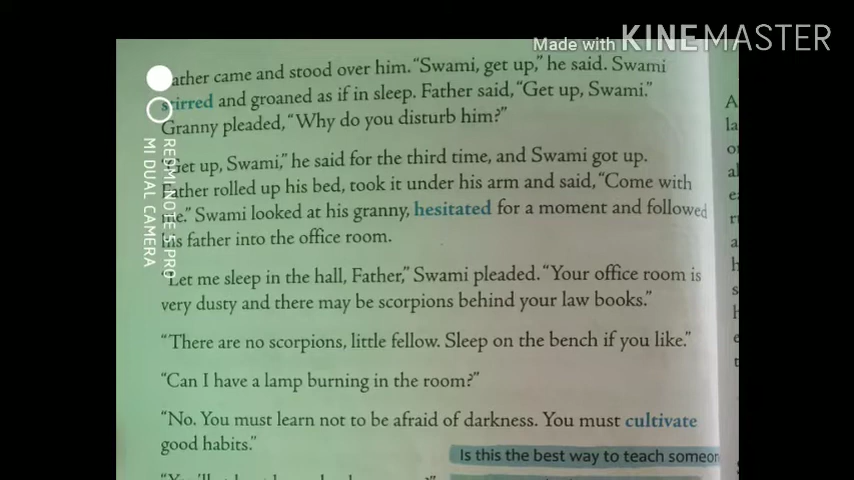 Made with KINEMASTER
ather came and stood over him. “Swami, get up,” he said. Swami
stirred and groaned as if in sleep. Father said, “Get up, Swami.”
Granny pleaded, “Why do you disturb him?”
“Get up, Swami,” he said for the third time, and Swami got up.
Father rolled up his bed, took it under his arm and said, “Come with
me.” Swami looked at his granny, hesitated for a moment and followed
his father into the office room.
“Let me sleep in the hall, Father,” Swami pleaded. “Your office room is
very dusty and there may be scorpions behind your law books.”
“There are no scorpions, little fellow. Sleep on the bench if you like.”
“Can I have a lamp burning in the room?”
“No. You must learn not to be afraid of darkness. You must cultivate
good habits.”
Is this the best way to teach someon
REDMI NOTE 5 PRO
MI DUAL CAMERA